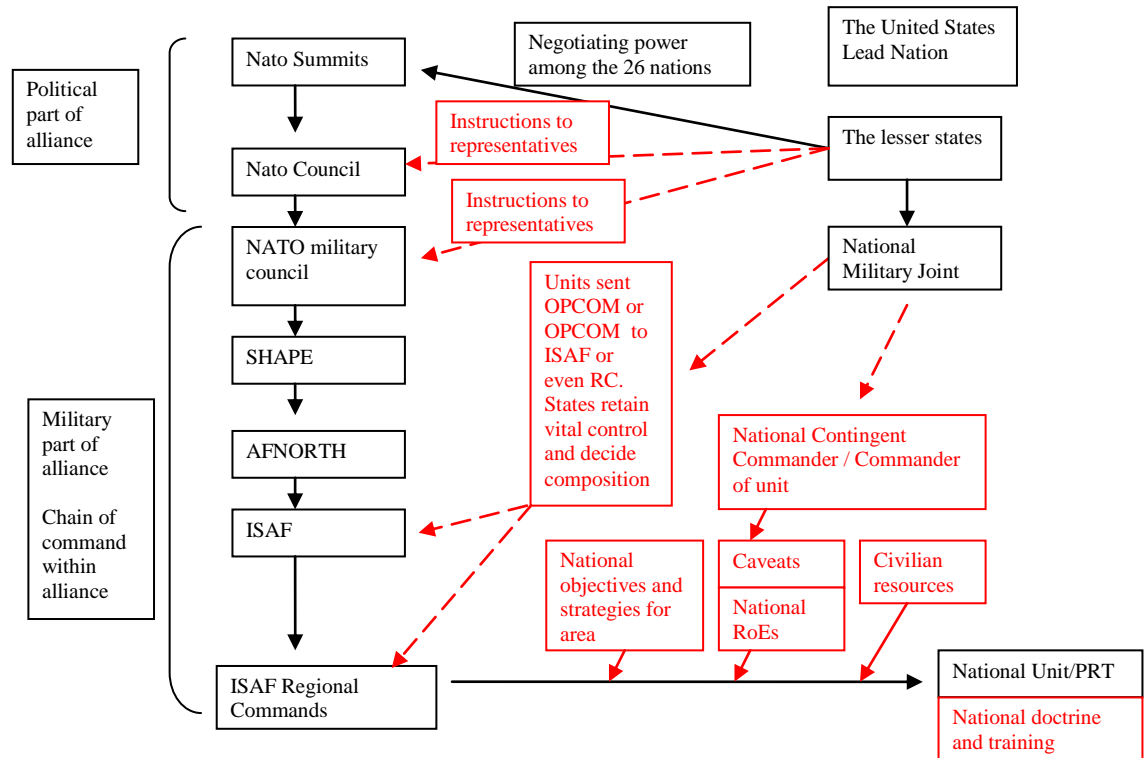 Political
part of
alliance
Military
part of
alliance
Chain of
command
within
alliance
Nato Summits
Nato Council
NATO military
council
SHAPE
AFNORTH
ISAF
ISAF Regional
Commands
Negotiating power
among the 26 nations
The United States
Lead Nation
Instructions to
representatives
The lesser states
Instructions to
representatives
National
Military Joint
Units sent
OPCOM or
OPCOM  to
ISAF or
even RC.
States retain
vital control
and decide
composition
National Contingent
Commander / Commander
of unit
National
objectives and
strategies for
area
Caveats
National
RoEs
Civilian
resources
National Unit/PRT
National doctrine
and training